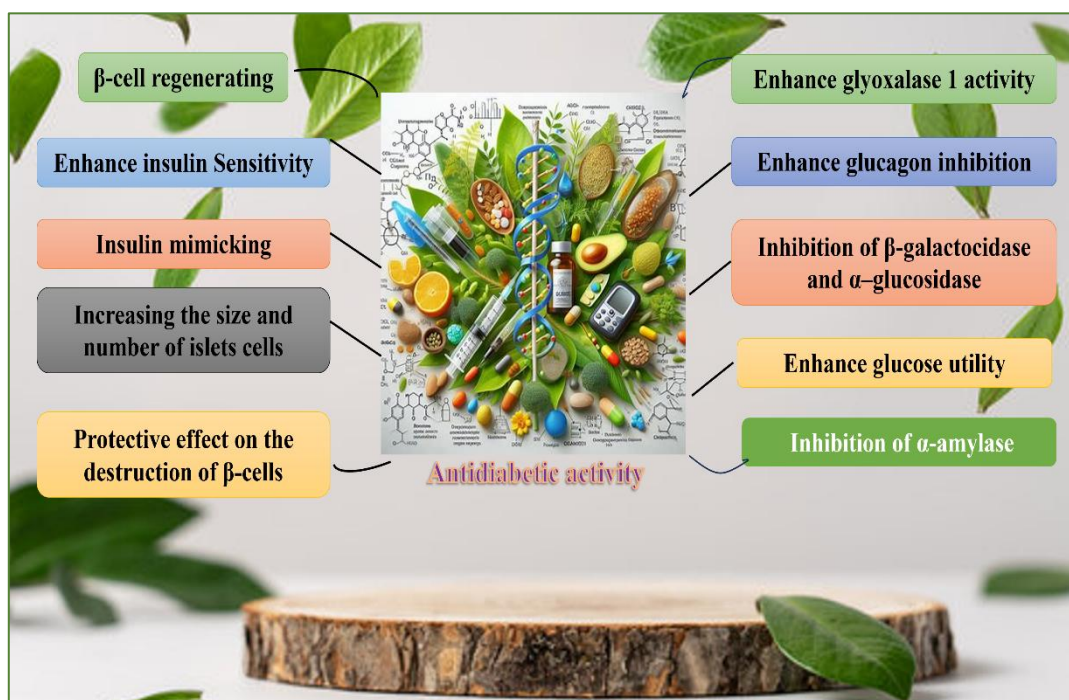 β-cell regenerating
Enhance insulin Sensitivity
Insulin mimicking
Increasing the size and
number of islets cells
Protective effect on the
destruction of β-cells
Enhance glyoxalase 1 activity
Enhance glucagon inhibition
Inhibition of β-galactocidase
and α–glucosidase
Enhance glucose utility
Inhibition of α-amylase
Antidiabetic activity